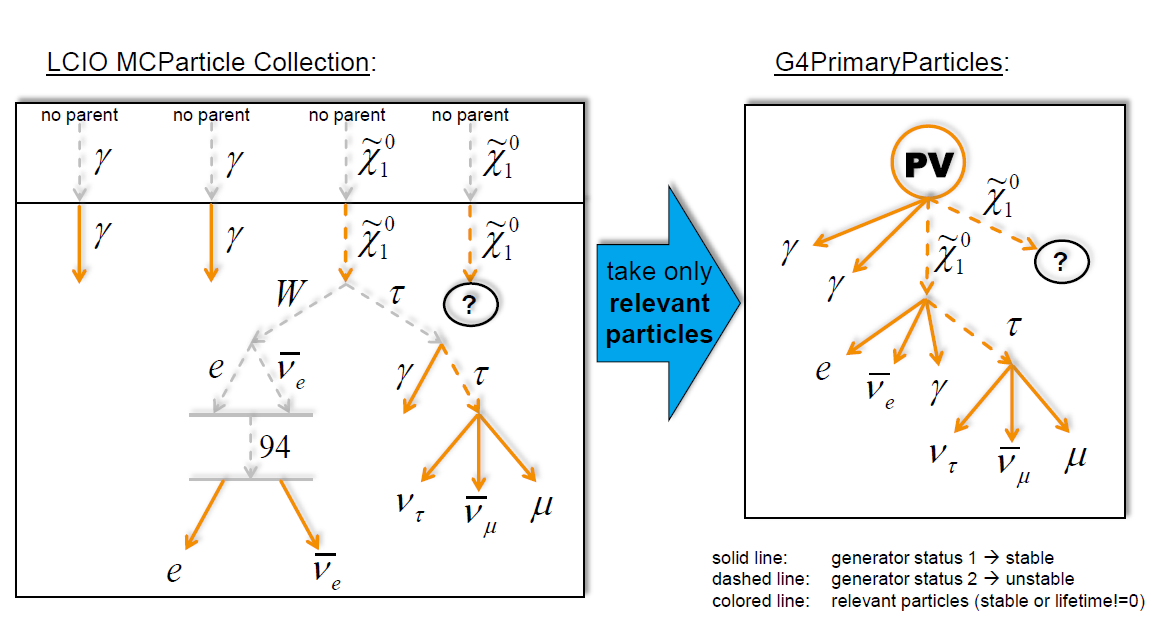 LCIO MCParticle Collection:
G4PrimaryParticles:
no parent no parent no parent no parent
γ γ χ̃₁⁰ χ̃₁⁰
γ γ χ̃₁⁰ χ̃₁⁰
W τ ?
e ν̅ₑ γ τ
94
ν_τ ν̅_μ μ
e ν̅ₑ
take only
relevant
particles
PV
χ̃₁⁰
γ γ χ̃₁⁰ ?
τ
e ν̅ₑ γ
ν_τ ν̅_μ μ
solid line: generator status 1 → stable
dashed line: generator status 2 → unstable
colored line: relevant particles (stable or lifetime!=0)